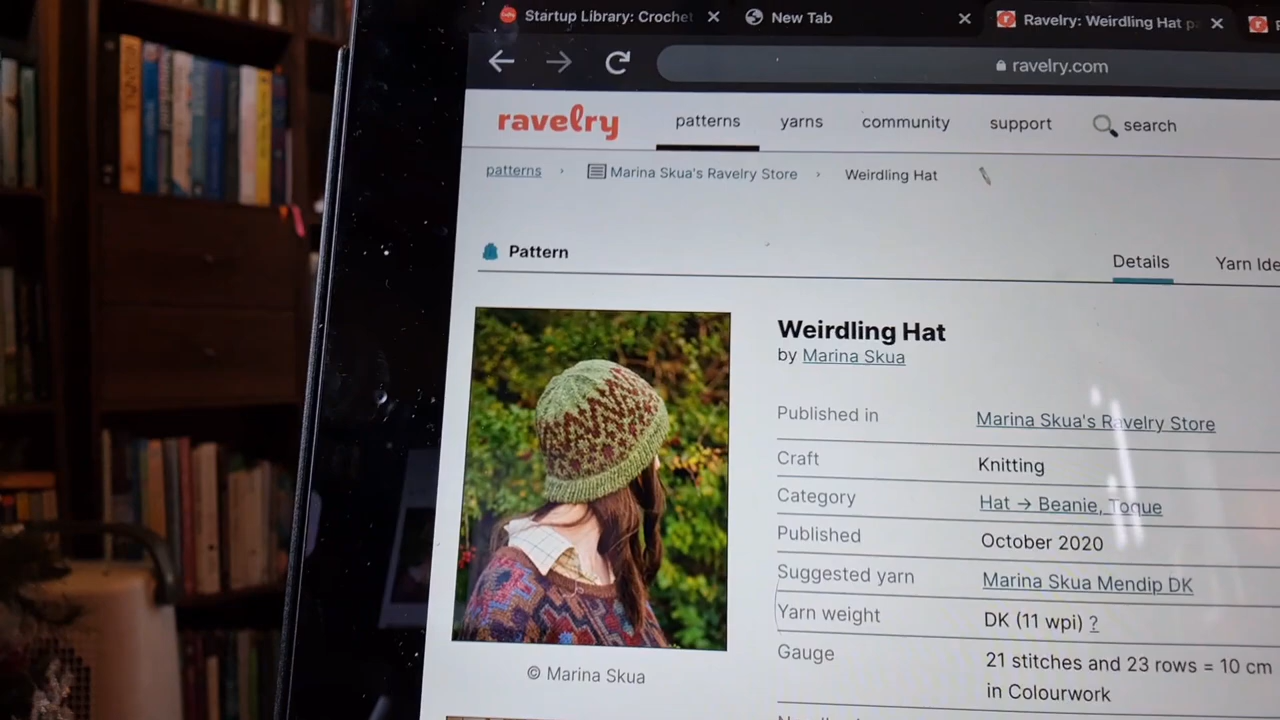 Startup Library: Crochet
New Tab
Ravelry: Weirdling Hat
ravelry.com
ravelry
patterns
yarns
community
support
search
patterns > Marina Skua's Ravelry Store > Weirdling Hat
Pattern
Details
Yarn Ide
Weirdling Hat
by Marina Skua
Published in Marina Skua's Ravelry Store
Craft Knitting
Category Hat → Beanie, Toque
Published October 2020
Suggested yarn Marina Skua Mendip DK
Yarn weight DK (11 wpi) ?
Gauge 21 stitches and 23 rows = 10 cm
in Colourwork
© Marina Skua